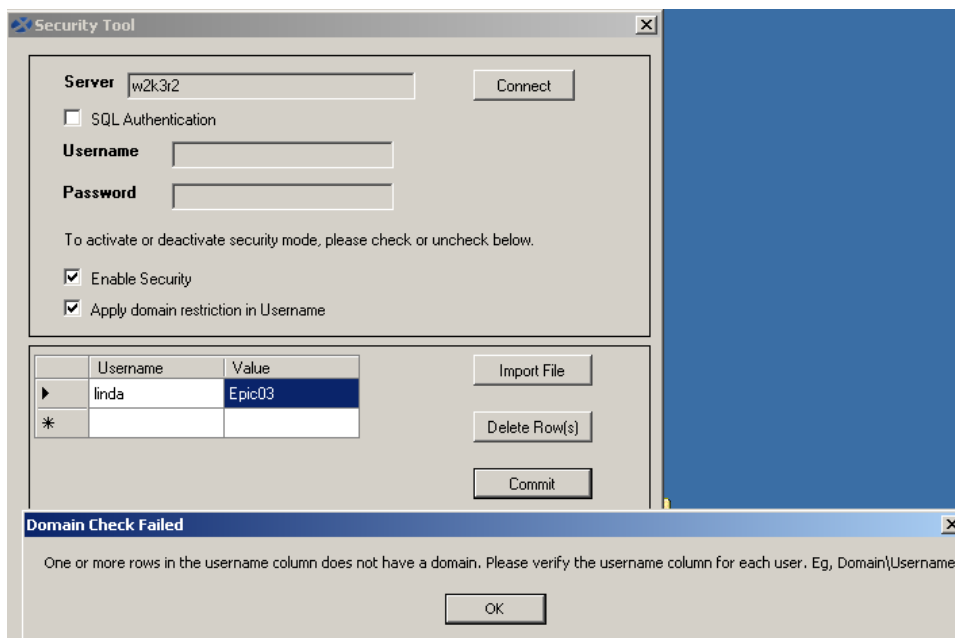 Security Tool
Server w2k3r2 Connect
SQL Authentication
Username
Password
To activate or deactivate security mode, please check or uncheck below.
Enable Security
Apply domain restriction in Username
Username Value Import File
linda Epic03
Delete Row(s)
Commit
Domain Check Failed
One or more rows in the username column does not have a domain. Please verify the username column for each user. Eg, Domain\Username
OK